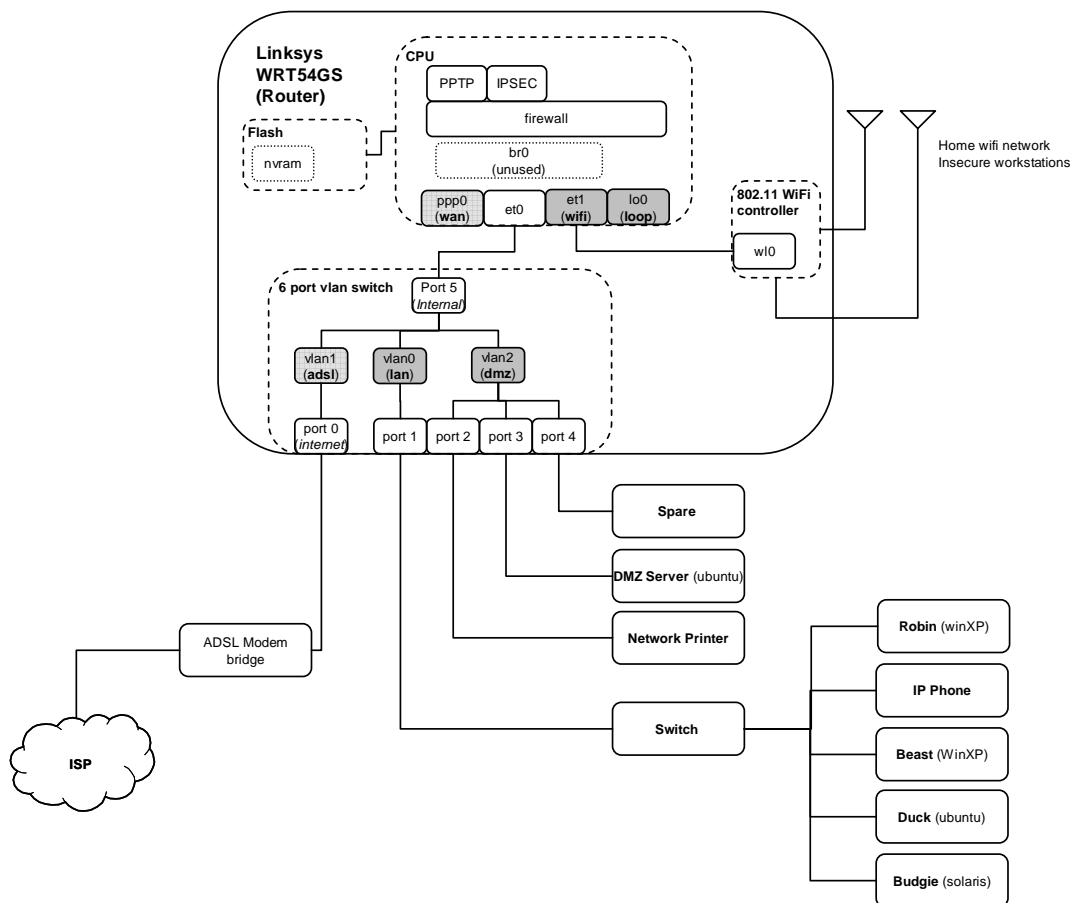 Linksys
WRT54GS
(Router)
CPU
PPTP
IPSEC
firewall
Flash
nvram
br0
(unused)
ppp0
(wan)
et0
et1
(wifi)
lo0
(loop)
802.11 WiFi
controller
wl0
Home wifi network
Insecure workstations
6 port vlan switch
Port 5
(Internal)
vlan1
(adsl)
vlan0
(lan)
vlan2
(dmz)
port 0
(internet)
port 1
port 2
port 3
port 4
Spare
DMZ Server (ubuntu)
Network Printer
Switch
ADSL Modem
bridge
ISP
Robin (winXP)
IP Phone
Beast (WinXP)
Duck (ubuntu)
Budgie (solaris)